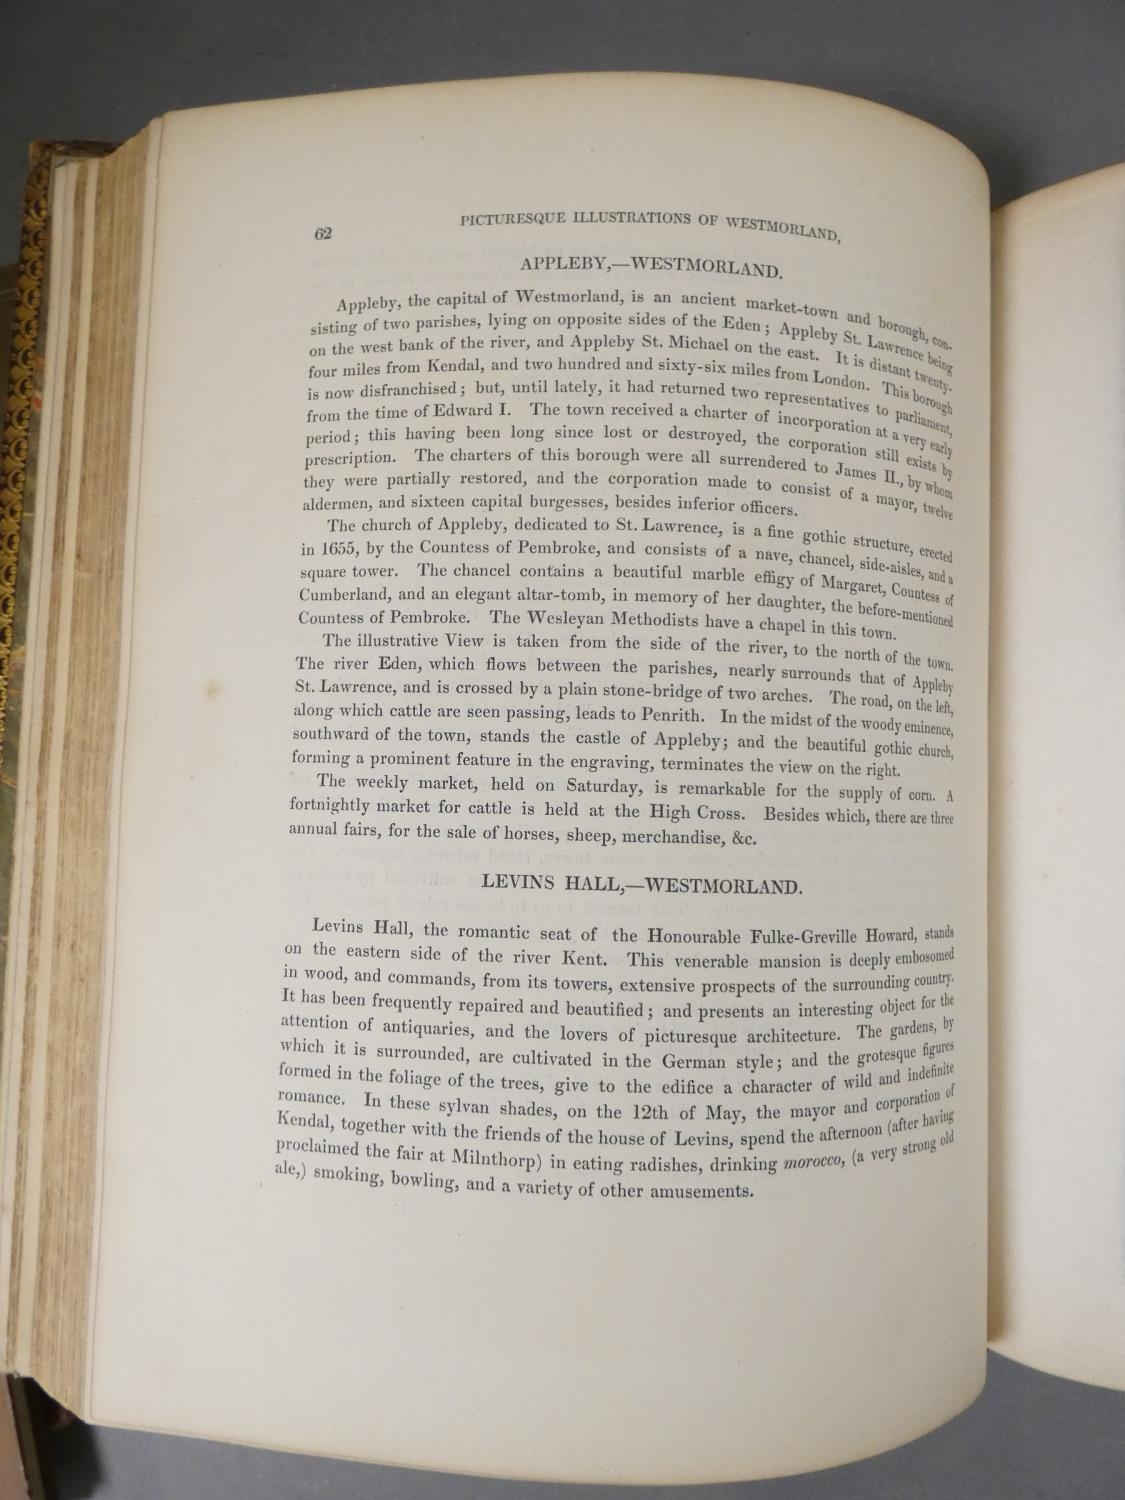 62
PICTURESQUE ILLUSTRATIONS OF WESTMORLAND,
APPLEBY,—WESTMORLAND.
Appleby, the capital of Westmorland, is an ancient market-town and borough, con-
sisting of two parishes, lying on opposite sides of the Eden; Appleby St. Lawrence being
on the west bank of the river, and Appleby St. Michael on the east. It is distant twenty-
four miles from Kendal, and two hundred and sixty-six miles from London. This borough
is now disfranchised; but, until lately, it had returned two representatives to parliament,
from the time of Edward I. The town received a charter of incorporation at a very early
period; this having been long since lost or destroyed, the corporation still exists by
prescription. The charters of this borough were all surrendered to James II., by whom
they were partially restored, and the corporation made to consist of a mayor, twelve
aldermen, and sixteen capital burgesses, besides inferior officers.
The church of Appleby, dedicated to St. Lawrence, is a fine gothic structure, erected
in 1655, by the Countess of Pembroke, and consists of a nave, chancel, side-aisles, and a
square tower. The chancel contains a beautiful marble effigy of Margaret, Countess of
Cumberland, and an elegant altar-tomb, in memory of her daughter, the before-mentioned
Countess of Pembroke. The Wesleyan Methodists have a chapel in this town.
The illustrative View is taken from the side of the river, to the north of the town.
The river Eden, which flows between the parishes, nearly surrounds that of Appleby
St. Lawrence, and is crossed by a plain stone-bridge of two arches. The road, on the left,
along which cattle are seen passing, leads to Penrith. In the midst of the woody eminence,
southward of the town, stands the castle of Appleby; and the beautiful gothic church,
forming a prominent feature in the engraving, terminates the view on the right.
The weekly market, held on Saturday, is remarkable for the supply of corn. A
fortnightly market for cattle is held at the High Cross. Besides which, there are three
annual fairs, for the sale of horses, sheep, merchandise, &c.
LEVINS HALL,—WESTMORLAND.
Levins Hall, the romantic seat of the Honourable Fulke-Greville Howard, stands
on the eastern side of the river Kent. This venerable mansion is deeply embosomed
in wood, and commands, from its towers, extensive prospects of the surrounding country.
It has been frequently repaired and beautified; and presents an interesting object for the
attention of antiquaries, and the lovers of picturesque architecture. The gardens, by
which it is surrounded, are cultivated in the German style; and the grotesque figures
formed in the foliage of the trees, give to the edifice a character of wild and indefinite
romance. In these sylvan shades, on the 12th of May, the mayor and corporation of
Kendal, together with the friends of the house of Levins, spend the afternoon (after having
proclaimed the fair at Milnthorp) in eating radishes, drinking morocco, (a very strong old
ale,) smoking, bowling, and a variety of other amusements.